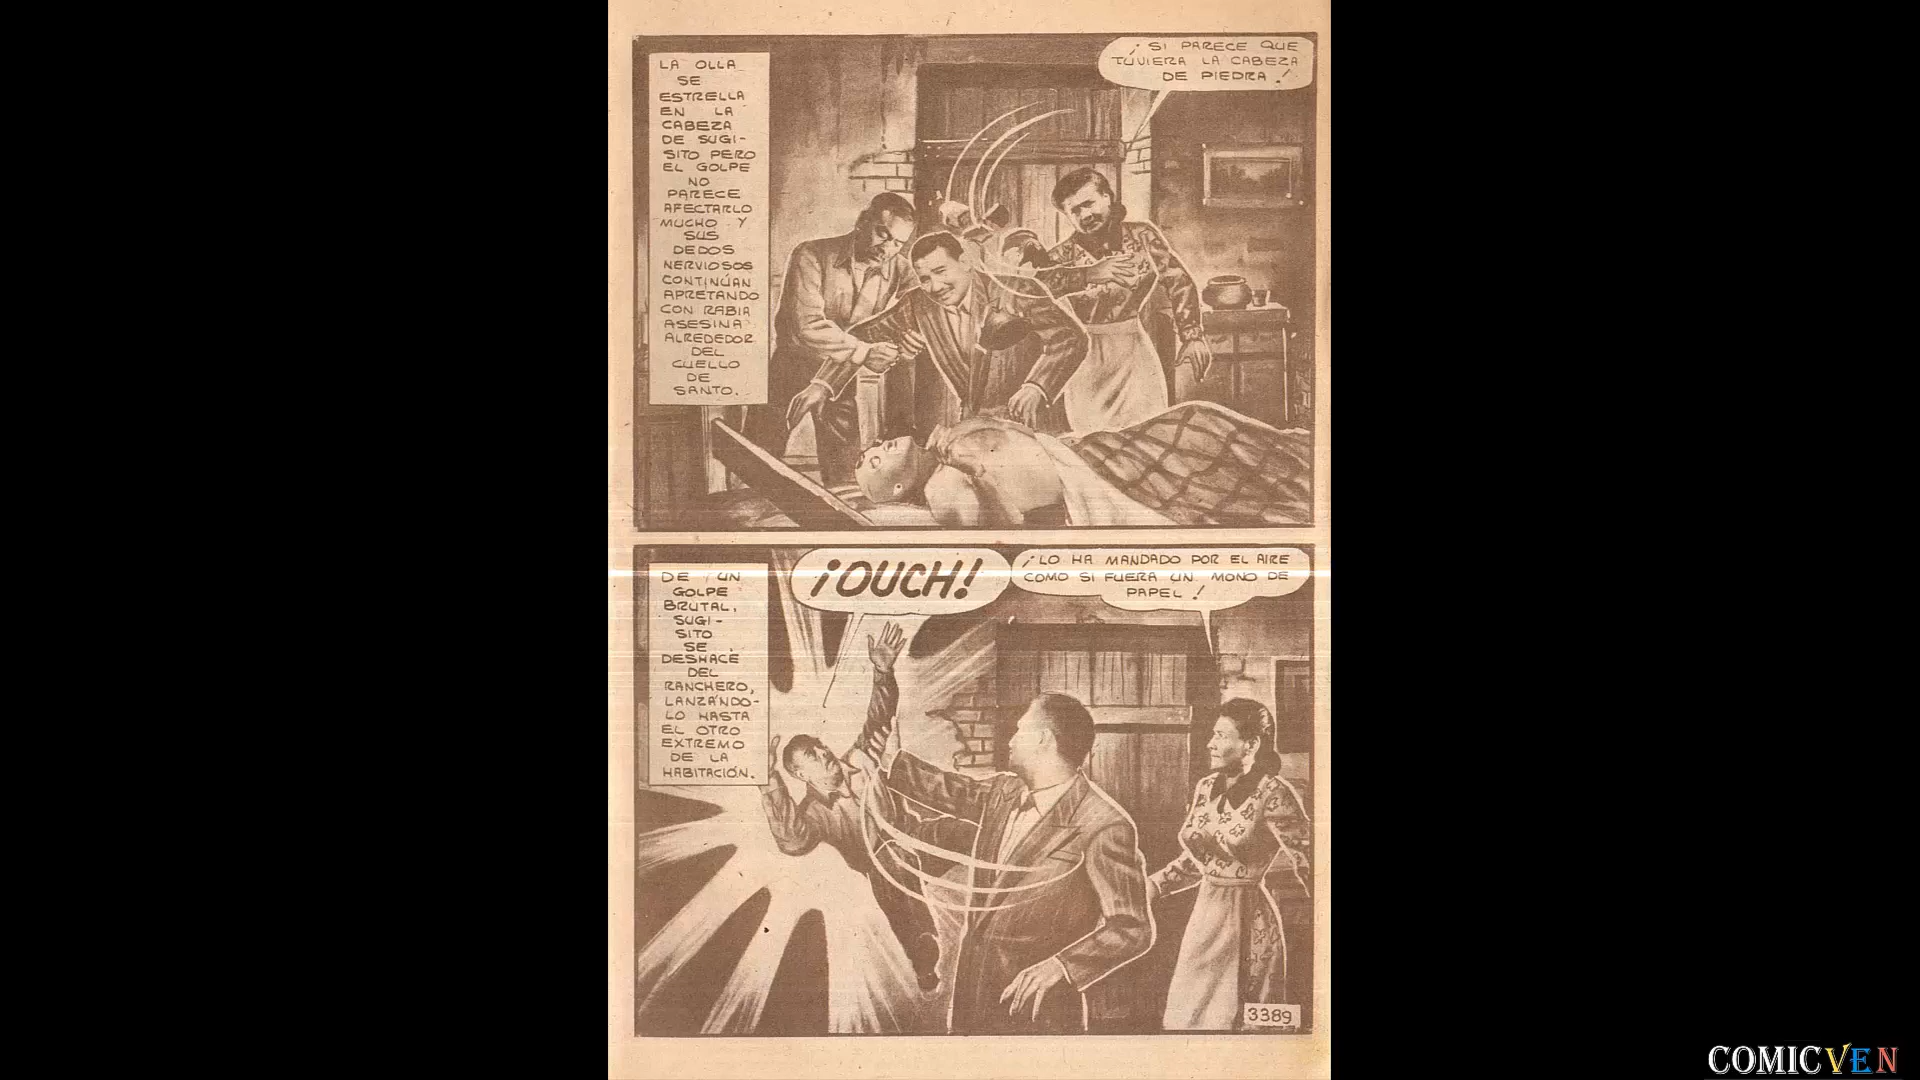 LA OLLA
SE
ESTRELLA
EN LA
CABEZA
DE SUGI-
SITO PERO
EL GOLPE
NO
PARECE
AFECTARLO
MUCHO Y
SUS
DEDOS
NERVIOSOS
CONTINÚAN
APRETANDO
CON RABIA
ASESINA
ALREDEDOR
DEL
CUELLO
DE
SANTO.
¡SI PARECE QUE
TUVIERA LA CABEZA
DE PIEDRA!
DE UN
GOLPE
BRUTAL,
SUGI-
SITO
SE
DESHACE
DEL
RANCHERO,
LANZÁNDO-
LO HASTA
EL OTRO
EXTREMO
DE LA
HABITACIÓN.
¡OUCH!
¡LO HA MANDADO POR EL AIRE
COMO SI FUERA UN MONO DE
PAPEL!
3389
COMICVEN